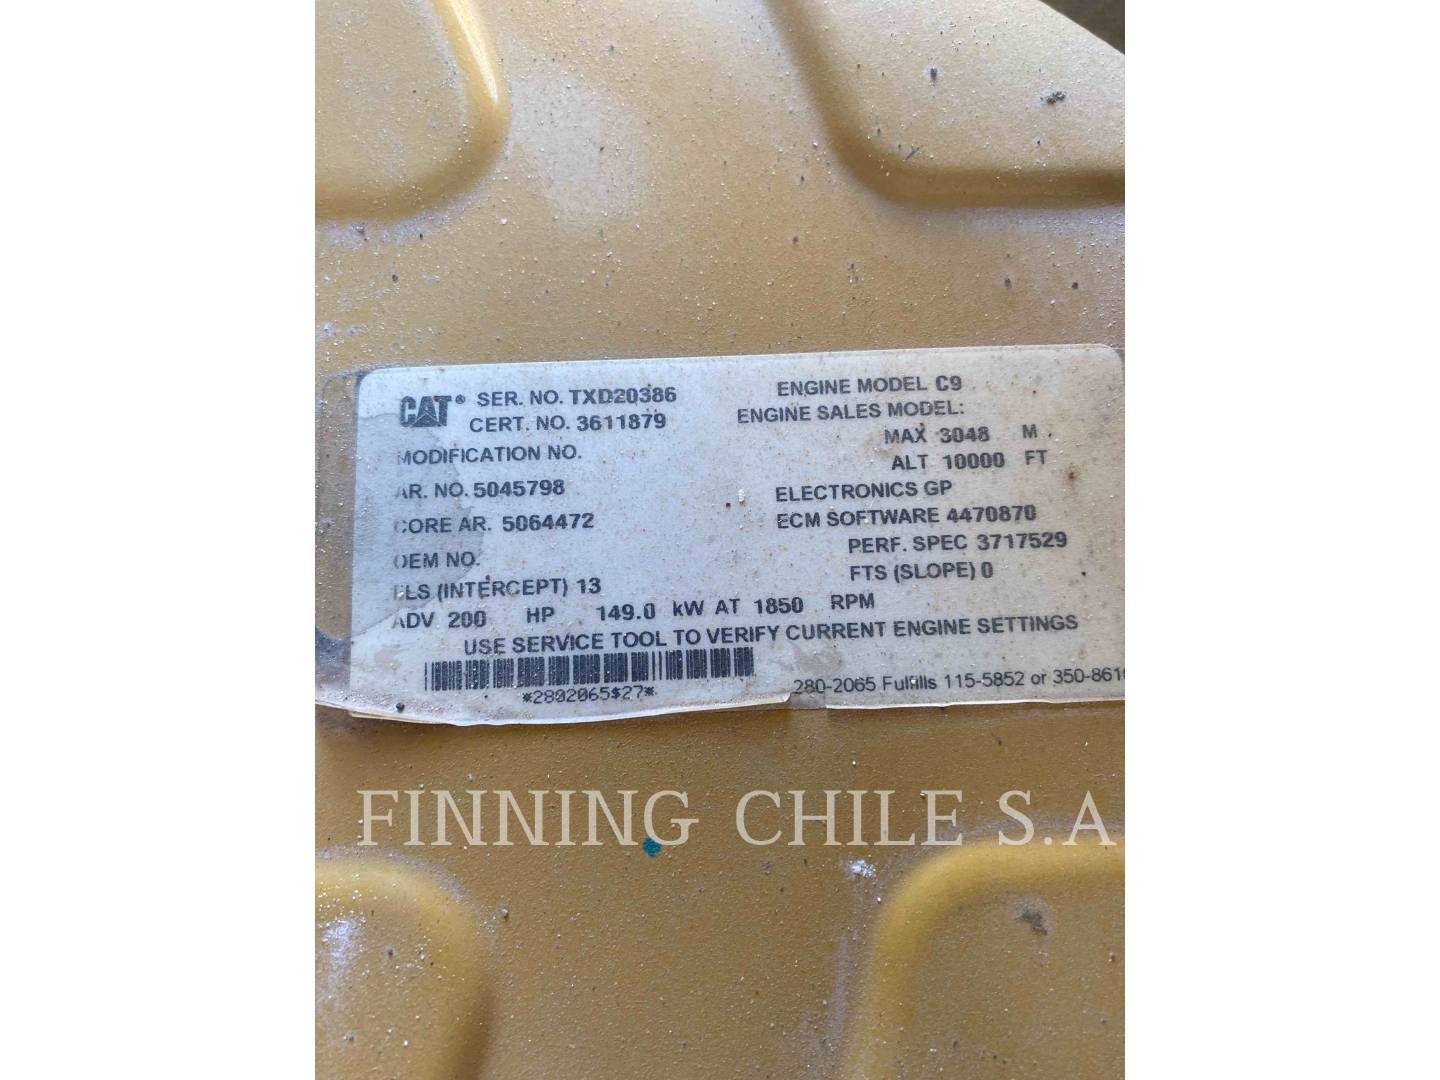 CAT® SER. NO. TXD20386 ENGINE MODEL C9
CERT. NO. 3611879 ENGINE SALES MODEL:
MODIFICATION NO. MAX 3048 M
AR. NO. 5045798 ALT 10000 FT
ELECTRONICS GP
CORE AR. 5064472 ECM SOFTWARE 4470870
OEM NO. PERF. SPEC 3717529
FLS (INTERCEPT) 13 FTS (SLOPE) 0
ADV 200 HP 149.0 kW AT 1850 RPM
USE SERVICE TOOL TO VERIFY CURRENT ENGINE SETTINGS
*2802065$27* 280-2065 Fulfills 115-5852 or 350-861
FINNING CHILE S.A